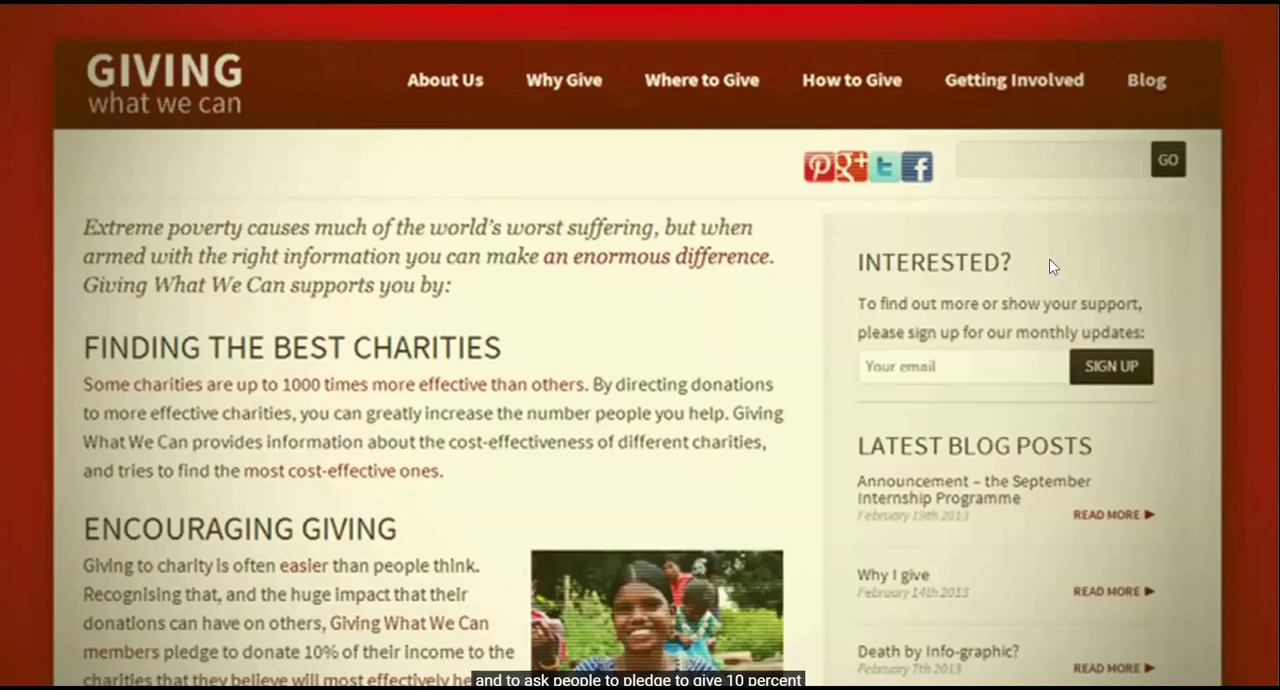 GIVING
what we can
About Us
Why Give
Where to Give
How to Give
Getting Involved
Blog
GO
Extreme poverty causes much of the world's worst suffering, but when
armed with the right information you can make an enormous difference.
Giving What We Can supports you by:
FINDING THE BEST CHARITIES
Some charities are up to 1000 times more effective than others. By directing donations
to more effective charities, you can greatly increase the number people you help. Giving
What We Can provides information about the cost-effectiveness of different charities,
and tries to find the most cost-effective ones.
ENCOURAGING GIVING
Giving to charity is often easier than people think.
Recognising that, and the huge impact that their
donations can have on others, Giving What We Can
members pledge to donate 10% of their income to the
charities that they believe will most effectively he
INTERESTED?
To find out more or show your support,
please sign up for our monthly updates:
Your email
SIGN UP
LATEST BLOG POSTS
Announcement – the September
Internship Programme
February 19th 2013
READ MORE ▶
Why I give
February 14th 2013
READ MORE ▶
Death by Info-graphic?
February 7th 2013
READ MORE ▶
and to ask people to pledge to give 10 percent